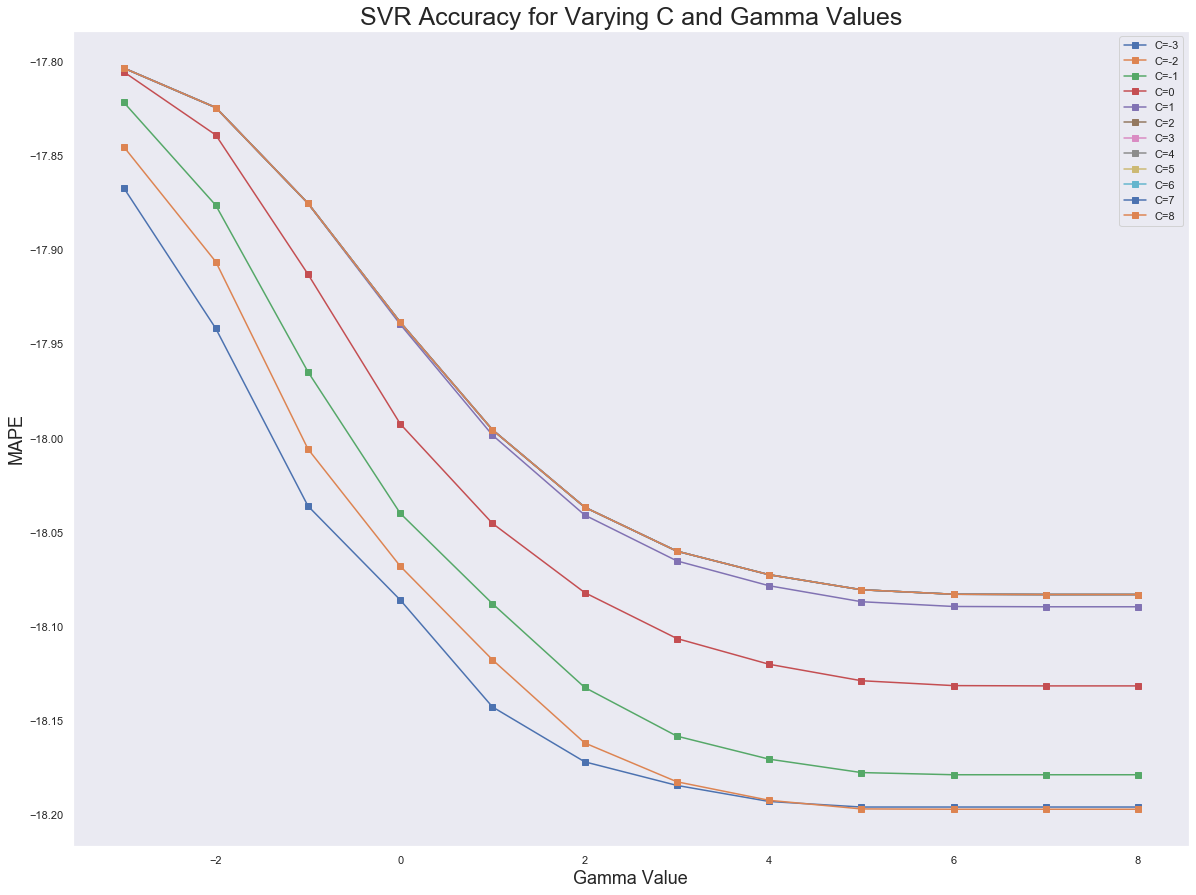 SVR Accuracy for Varying C and Gamma Values
C=-3
C=-2
C=-1
C=0
C=1
C=2
C=3
C=4
C=5
C=6
C=7
C=8
−17.80
−17.85
−17.90
−17.95
−18.00
−18.05
−18.10
−18.15
−18.20
MAPE
−2
0
2
4
6
8
Gamma Value